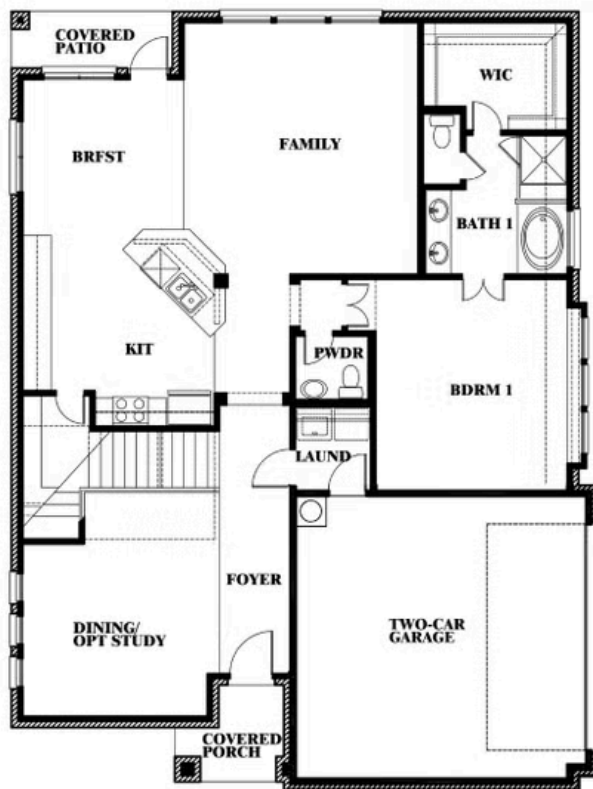 COVERED
PATIO
WIC
BRFST
FAMILY
BATH 1
KIT
PWDR
BDRM 1
LAUND
FOYER
DINING/
OPT STUDY
TWO-CAR
GARAGE
COVERED
PORCH